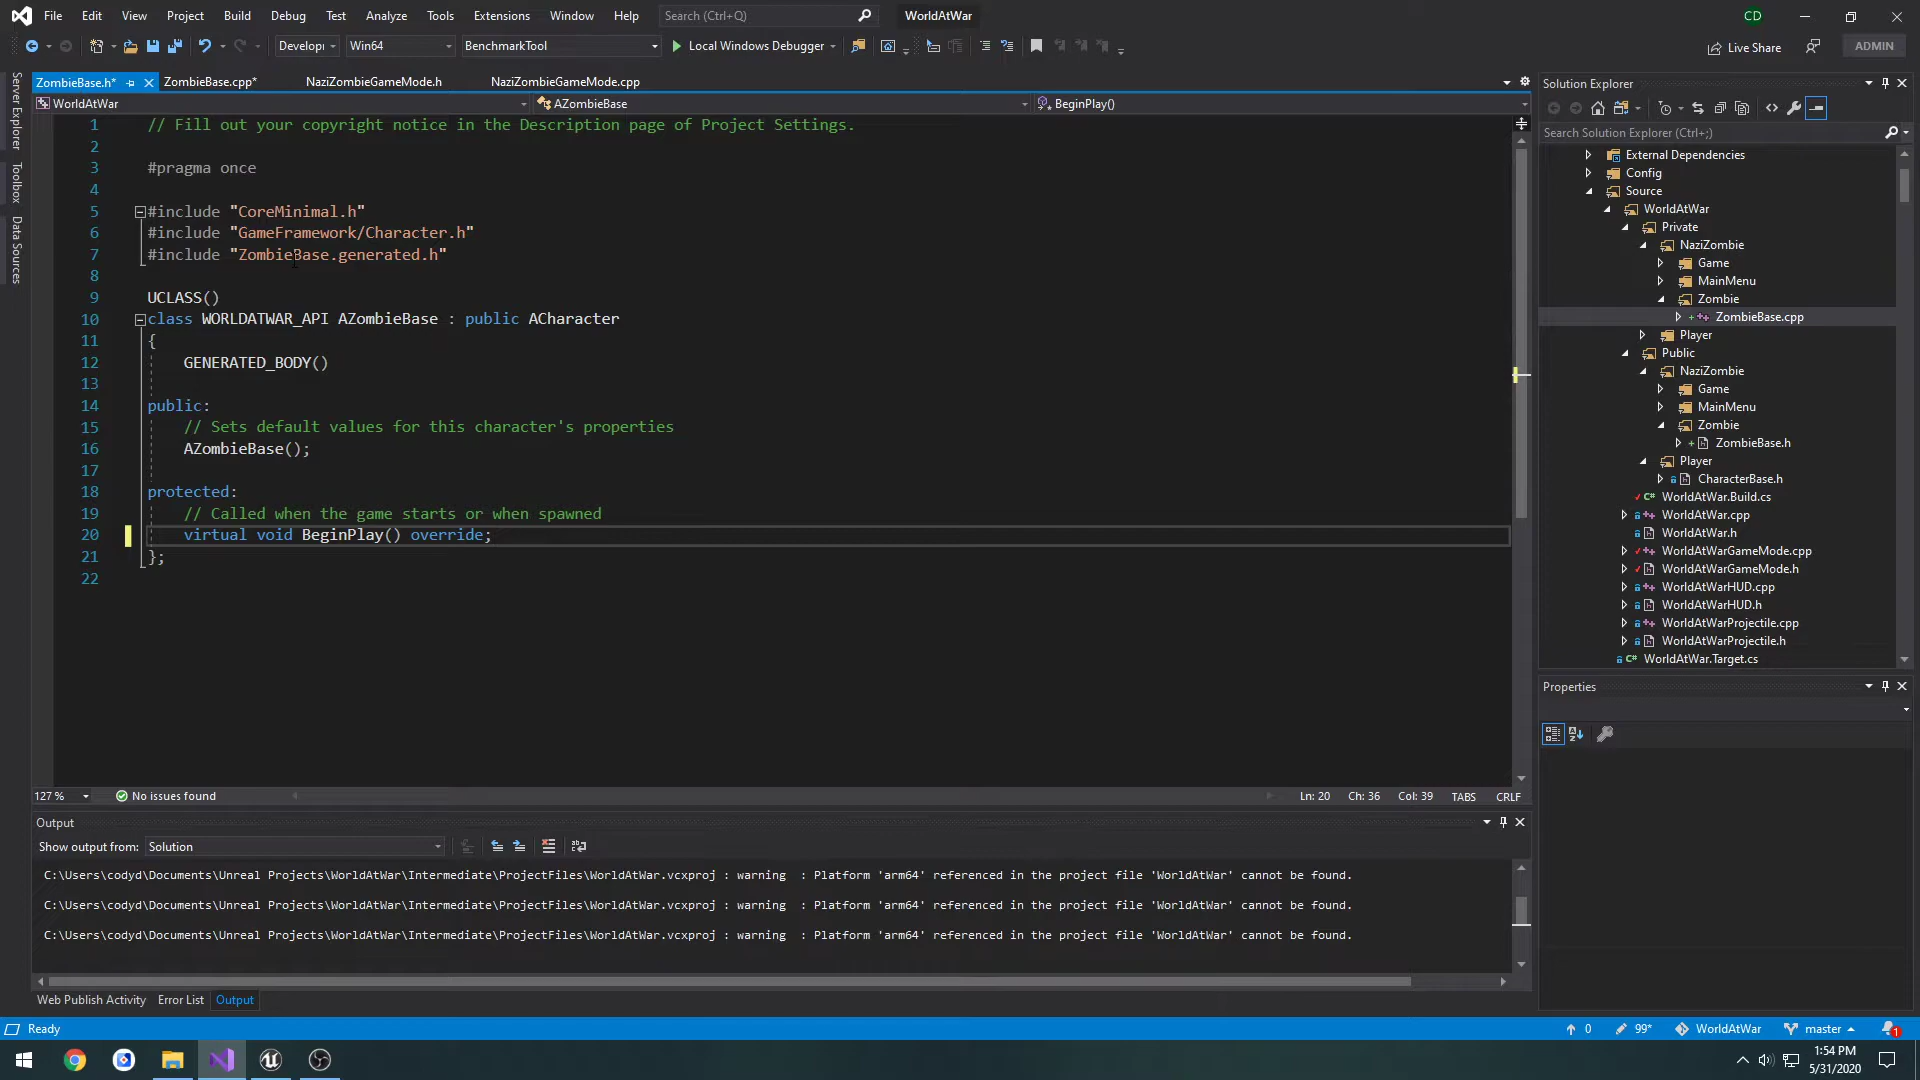 File Edit View Project Build Debug Test Analyze Tools Extensions Window Help Search (Ctrl+Q) WorldAtWar CD
Develop Win64 BenchmarkTool Local Windows Debugger Live Share ADMIN
Server Explorer
Toolbox
Data Sources
ZombieBase.h* ZombieBase.cpp* NaziZombieGameMode.h NaziZombieGameMode.cpp
WorldAtWar AZombieBase BeginPlay()
1 // Fill out your copyright notice in the Description page of Project Settings.
2
3 #pragma once
4
5 #include "CoreMinimal.h"
6 #include "GameFramework/Character.h"
7 #include "ZombieBase.generated.h"
8
9 UCLASS()
10 class WORLDATWAR_API AZombieBase : public ACharacter
11 {
12 GENERATED_BODY()
13
14 public:
15 // Sets default values for this character's properties
16 AZombieBase();
17
18 protected:
19 // Called when the game starts or when spawned
20 virtual void BeginPlay() override;
21 };
22
127 % No issues found Ln: 20 Ch: 36 Col: 39 TABS CRLF
Output
Show output from: Solution
C:\Users\codyd\Documents\Unreal Projects\WorldAtWar\Intermediate\ProjectFiles\WorldAtWar.vcxproj : warning  : Platform 'arm64' referenced in the project file 'WorldAtWar' cannot be found.
C:\Users\codyd\Documents\Unreal Projects\WorldAtWar\Intermediate\ProjectFiles\WorldAtWar.vcxproj : warning  : Platform 'arm64' referenced in the project file 'WorldAtWar' cannot be found.
C:\Users\codyd\Documents\Unreal Projects\WorldAtWar\Intermediate\ProjectFiles\WorldAtWar.vcxproj : warning  : Platform 'arm64' referenced in the project file 'WorldAtWar' cannot be found.
Web Publish Activity Error List Output
Solution Explorer
Search Solution Explorer (Ctrl+;)
External Dependencies
Config
Source
WorldAtWar
Private
NaziZombie
Game
MainMenu
Zombie
ZombieBase.cpp
Player
Public
NaziZombie
Game
MainMenu
Zombie
ZombieBase.h
Player
CharacterBase.h
WorldAtWar.Build.cs
WorldAtWar.cpp
WorldAtWar.h
WorldAtWarGameMode.cpp
WorldAtWarGameMode.h
WorldAtWarHUD.cpp
WorldAtWarHUD.h
WorldAtWarProjectile.cpp
WorldAtWarProjectile.h
WorldAtWar.Target.cs
Properties
Ready 0 99* WorldAtWar master 1
1:54 PM
5/31/2020